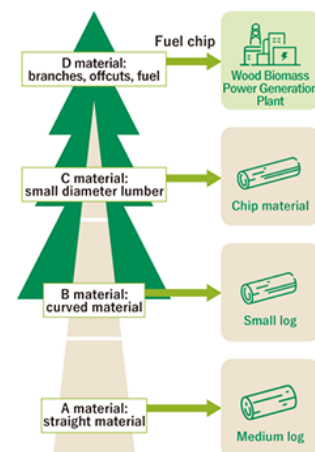 Fuel chip
D material:
branches, offcuts, fuel
Wood Biomass
Power Generation
Plant
C material:
small diameter lumber
Chip material
B material:
curved material
Small log
A material:
straight material
Medium log